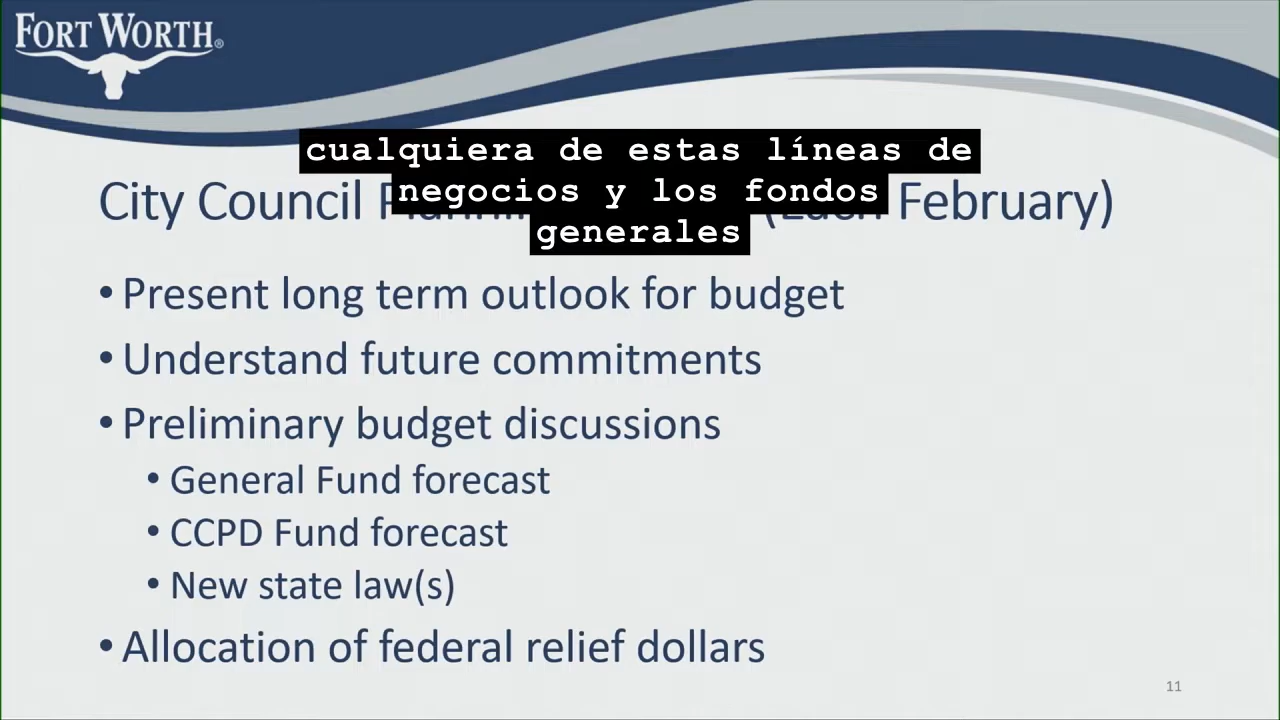 FORT WORTH®
cualquiera de estas líneas de
negocios y los fondos
generales
City Council February)
• Present long term outlook for budget
• Understand future commitments
• Preliminary budget discussions
• General Fund forecast
• CCPD Fund forecast
• New state law(s)
• Allocation of federal relief dollars
11